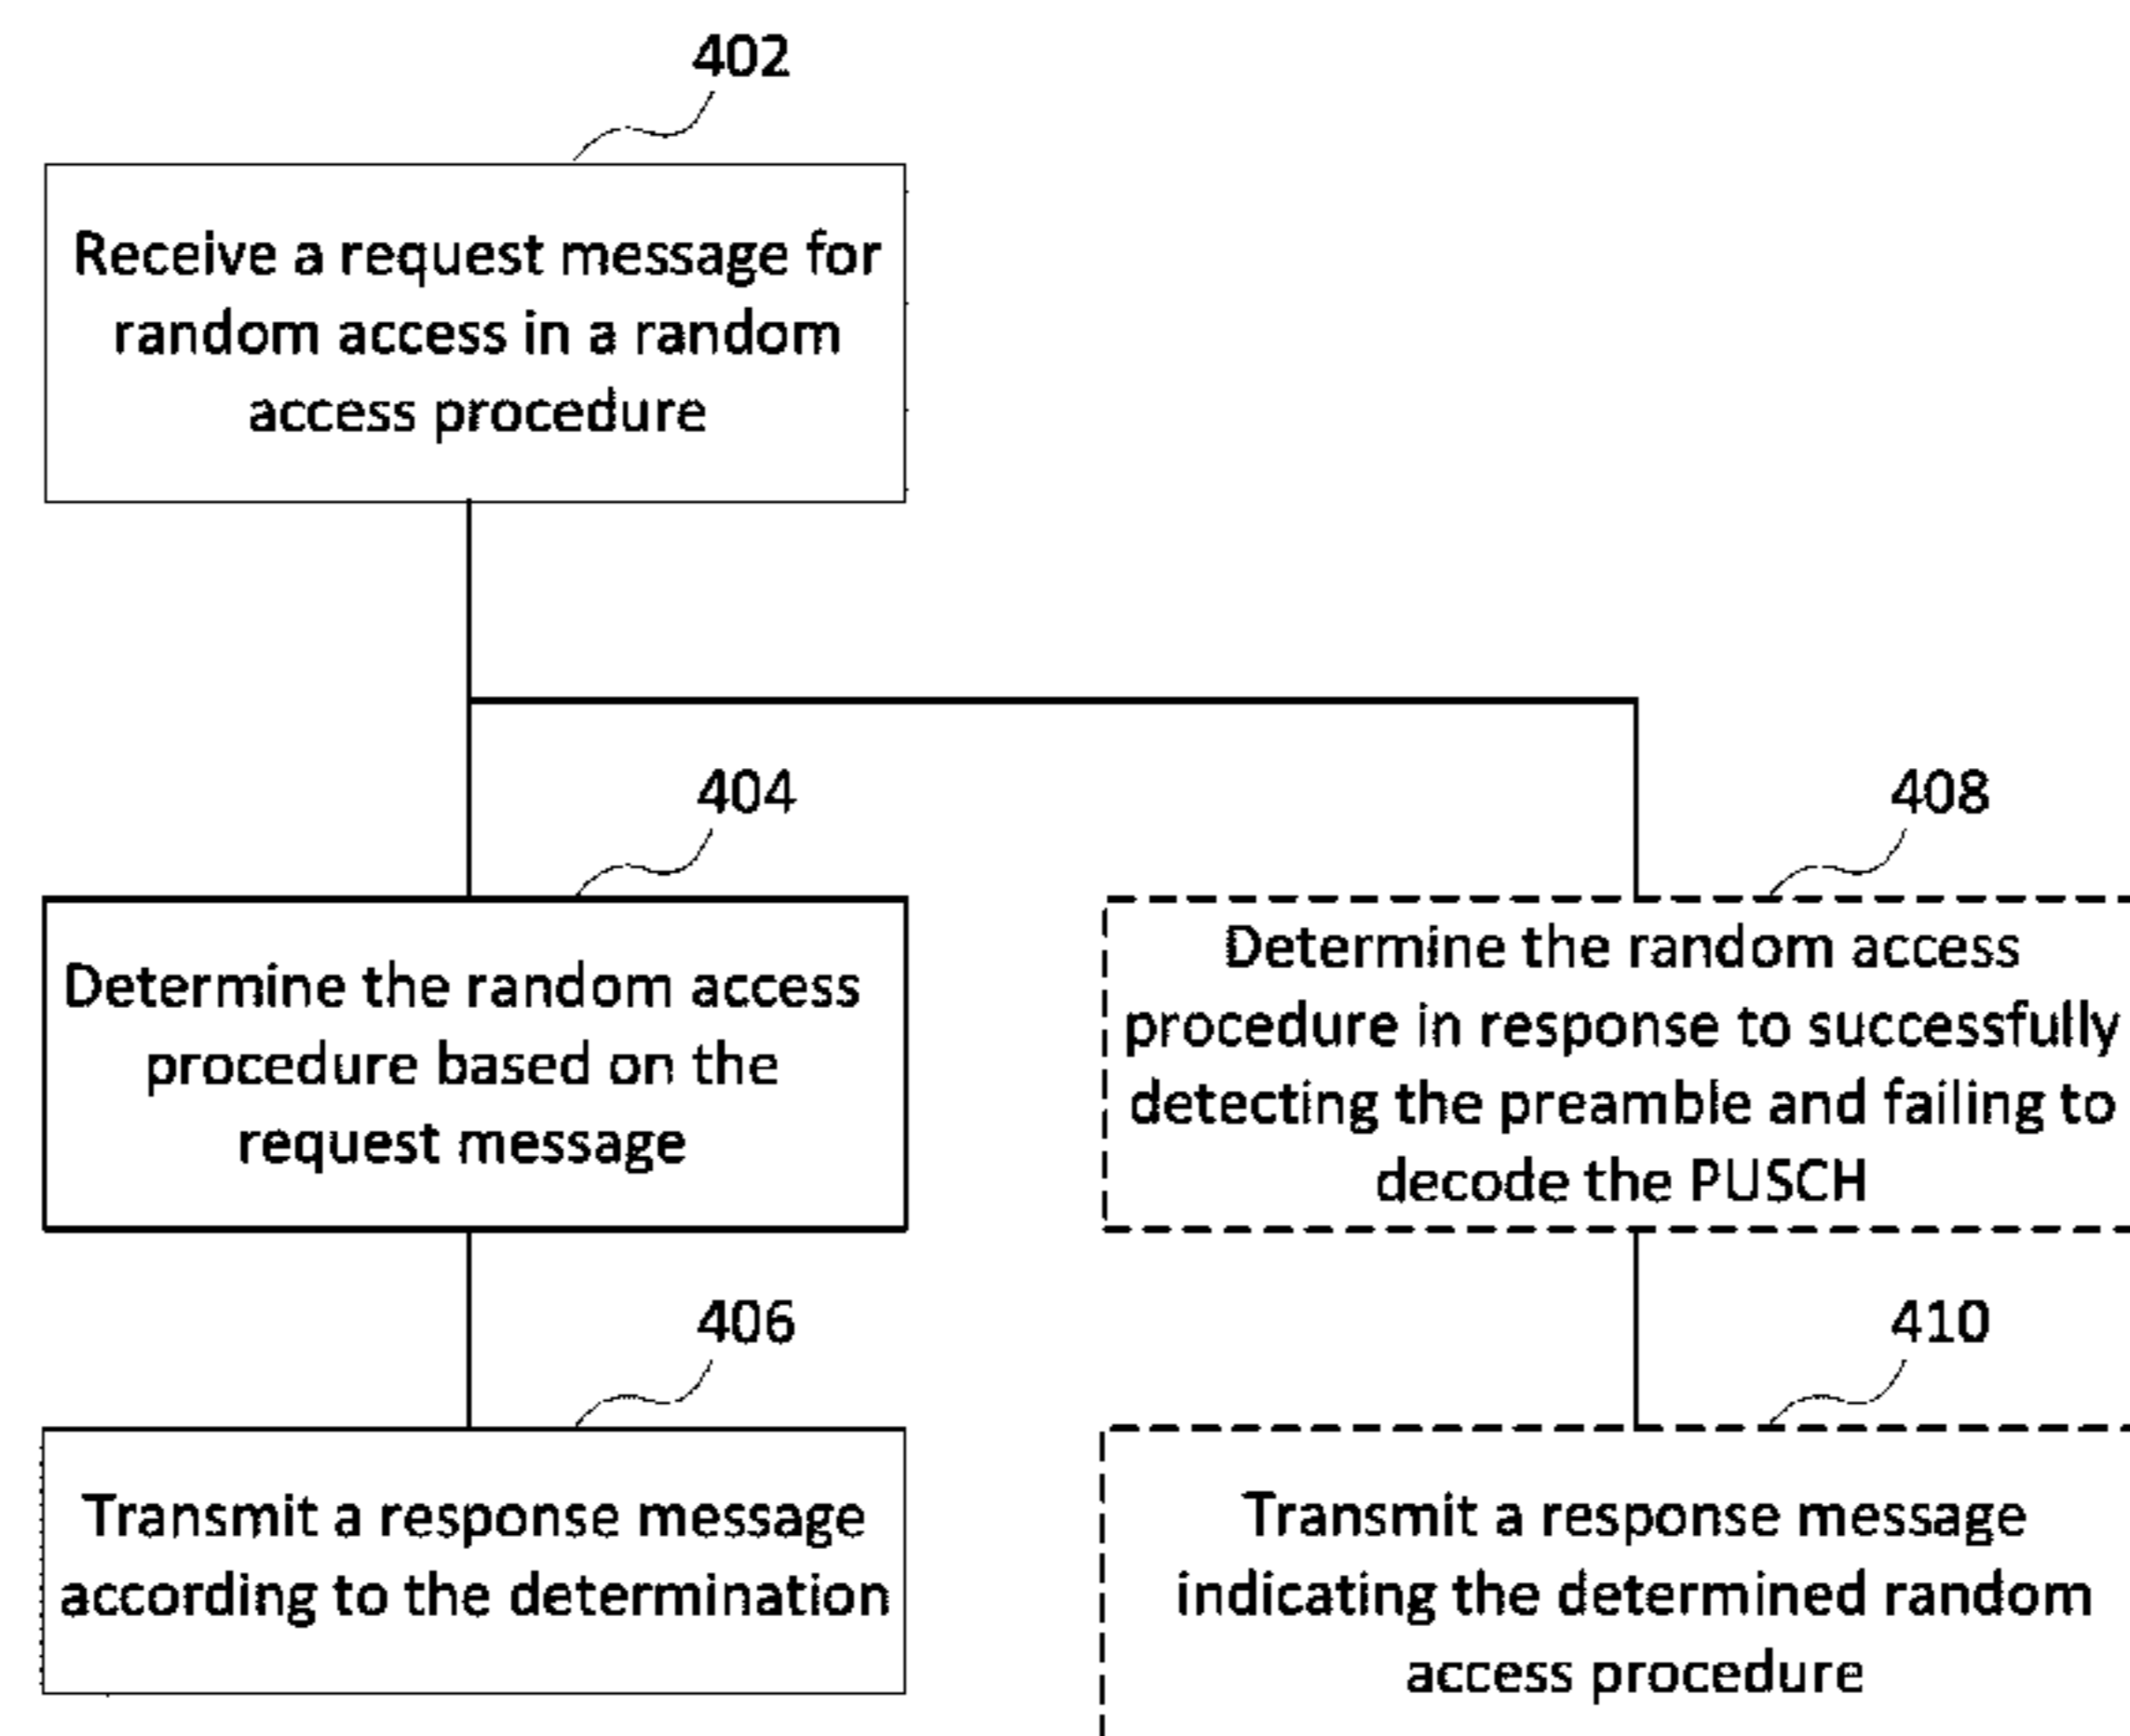 402
Receive a request message for
random access in a random
access procedure
404
Determine the random access
procedure based on the
request message
408
Determine the random access
procedure in response to successfully
detecting the preamble and failing to
decode the PUSCH
406
Transmit a response message
according to the determination
410
Transmit a response message
indicating the determined random
access procedure